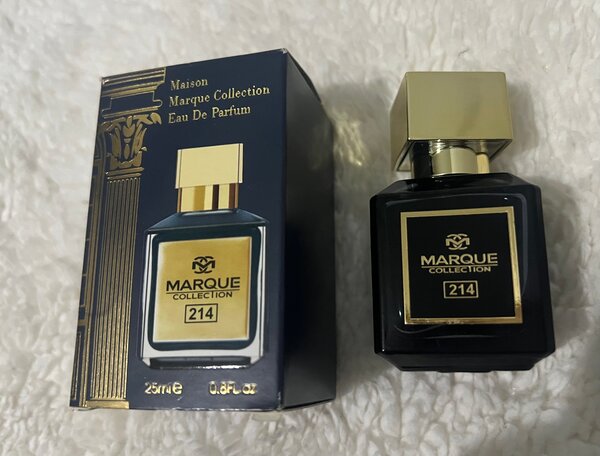 Maison
Marque Collection
Eau De Parfum
MARQUE
COLLECTION
214
25ml e
0.8FL oz
MARQUE
COLLECTION
214